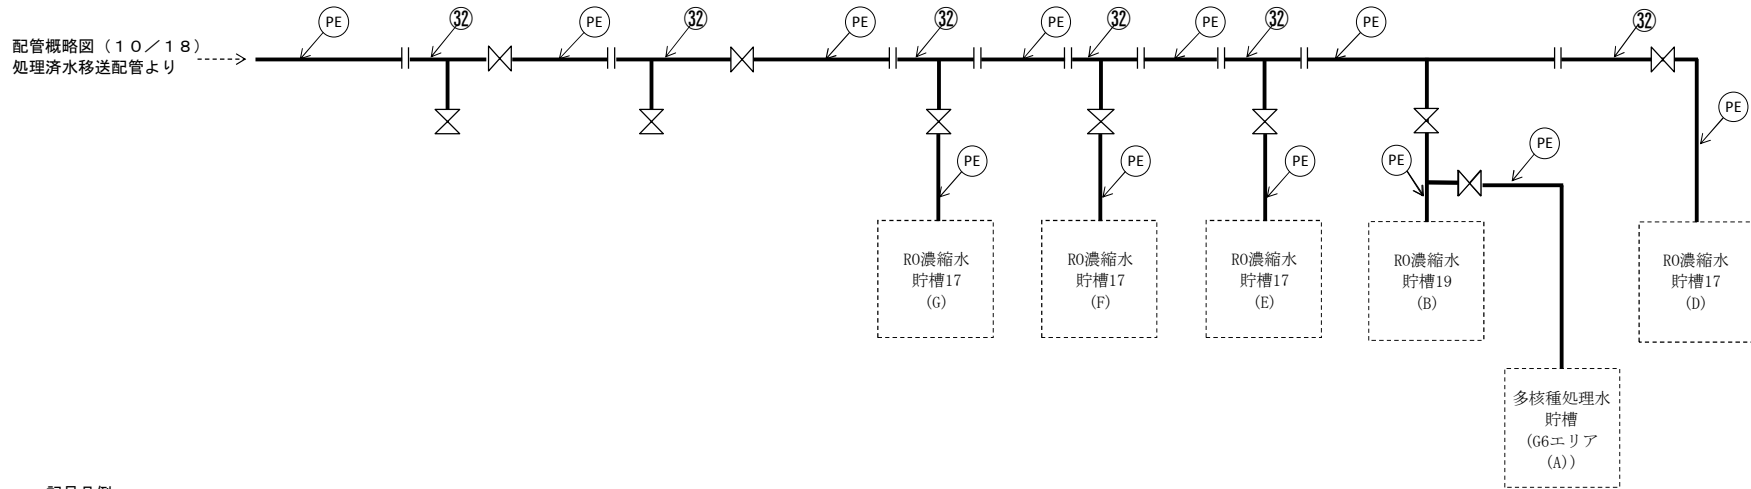 PE
㉜
PE
㉜
PE
㉜
PE
㉜
PE
㉜
PE
㉜
配管概略図（１０／１８）
処理済水移送配管より
PE
PE
PE
PE
PE
PE
PE
RO濃縮水
貯槽17
(G)
RO濃縮水
貯槽17
(F)
RO濃縮水
貯槽17
(E)
RO濃縮水
貯槽19
(B)
RO濃縮水
貯槽17
(D)
多核種処理水
貯槽
(G6エリア
(A))